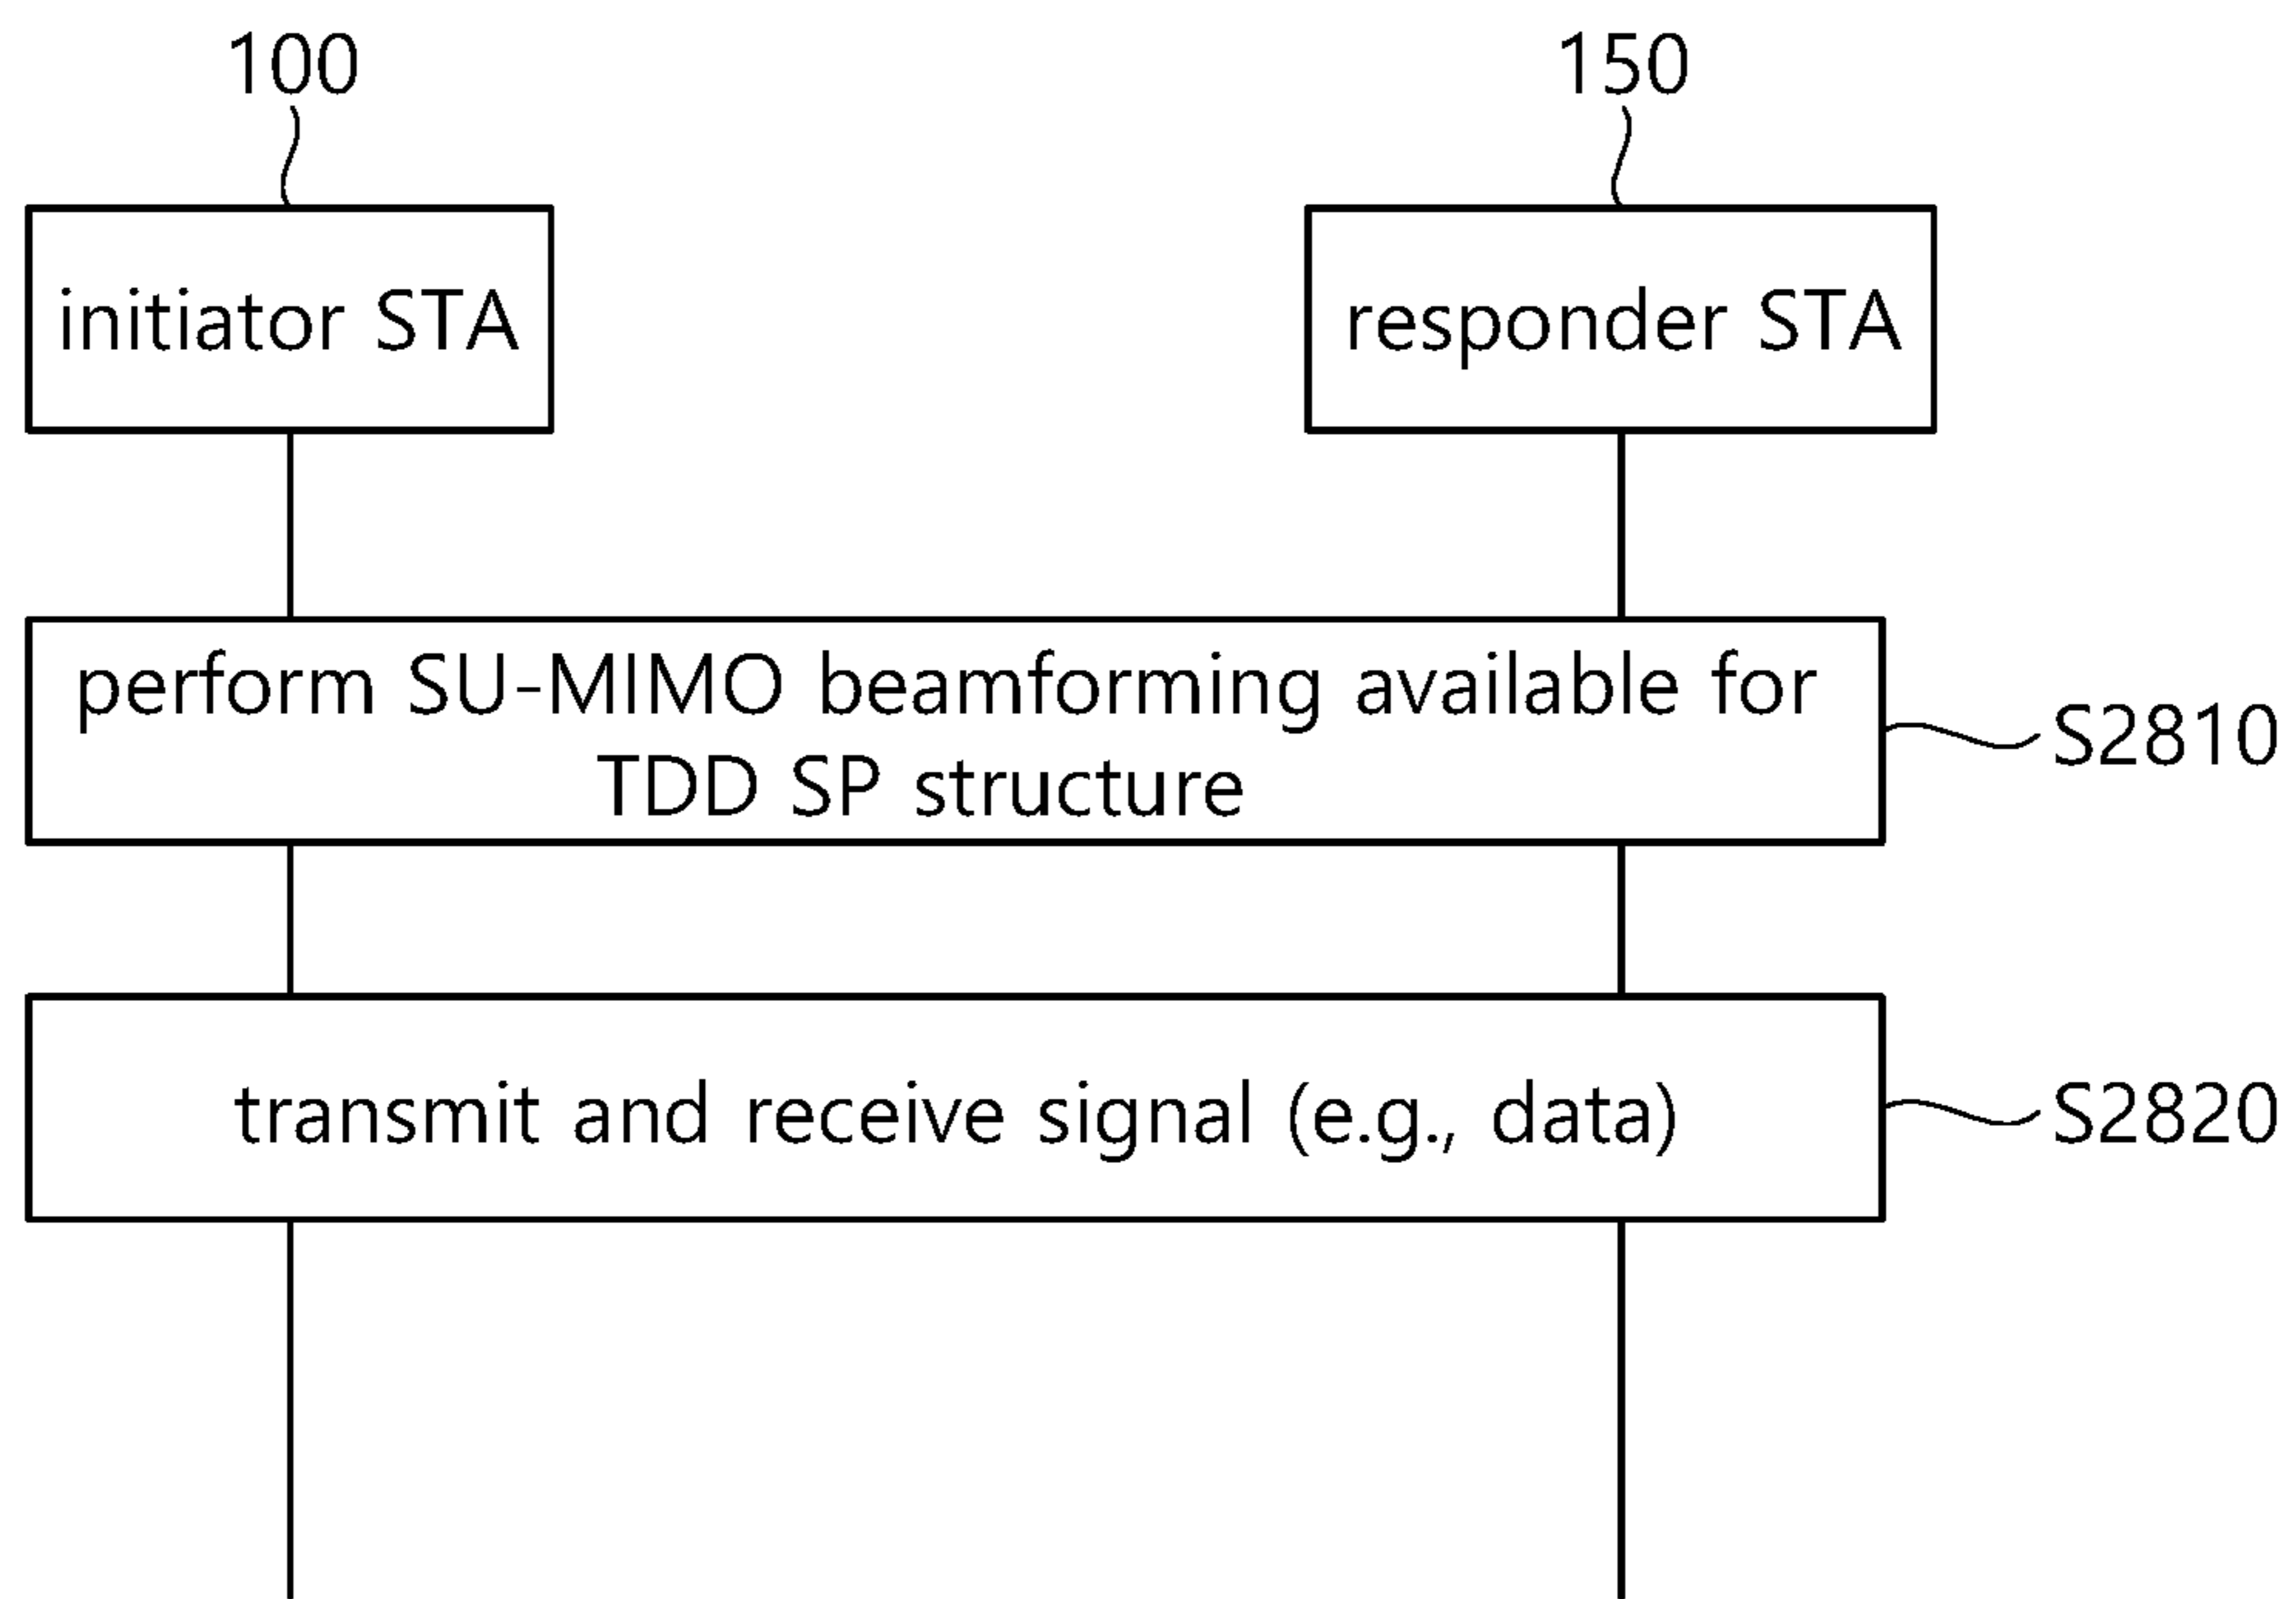 100
150
initiator STA
responder STA
perform SU-MIMO beamforming available for
TDD SP structure
S2810
transmit and receive signal (e.g., data)
S2820